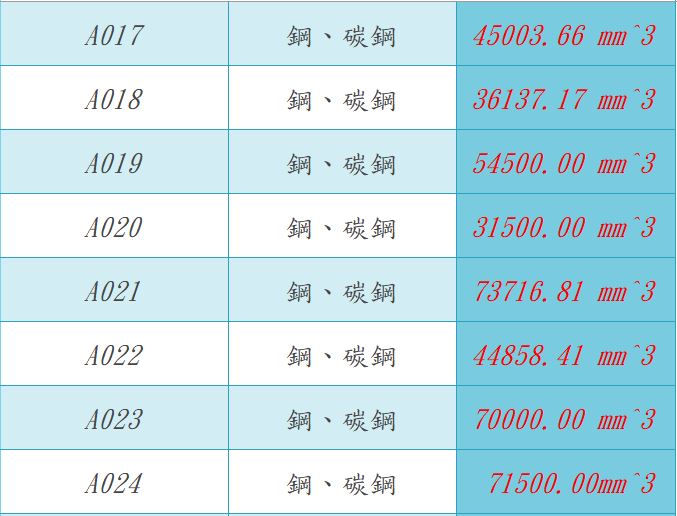 A017 鋼、碳鋼 45003.66 mm^3
A018 鋼、碳鋼 36137.17 mm^3
A019 鋼、碳鋼 54500.00 mm^3
A020 鋼、碳鋼 31500.00 mm^3
A021 鋼、碳鋼 73716.81 mm^3
A022 鋼、碳鋼 44858.41 mm^3
A023 鋼、碳鋼 70000.00 mm^3
A024 鋼、碳鋼 71500.00mm^3